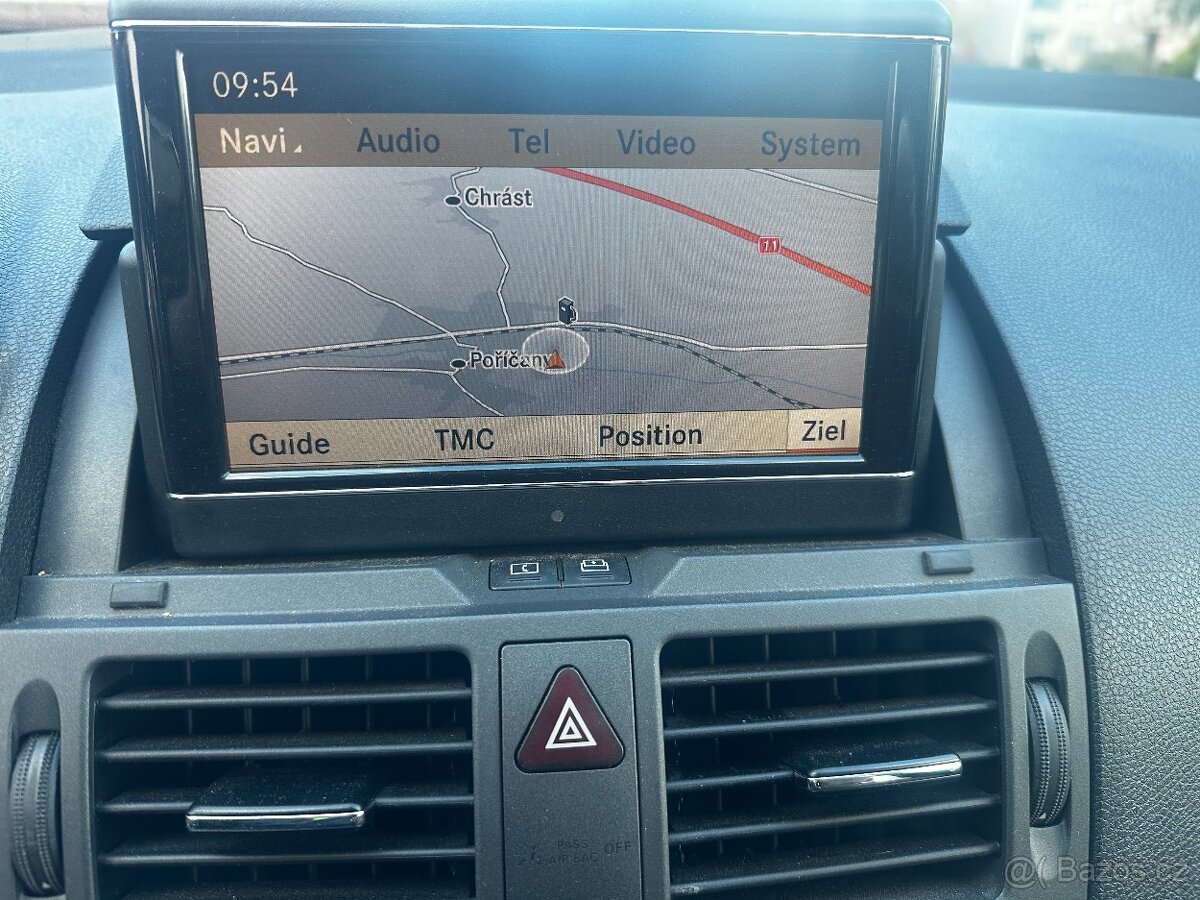 09:54
Navi Audio Tel Video System
Chrást
11
Poříčany
Guide TMC Position Ziel
PASS
AIR BAG OFF
@( Bazos.cz